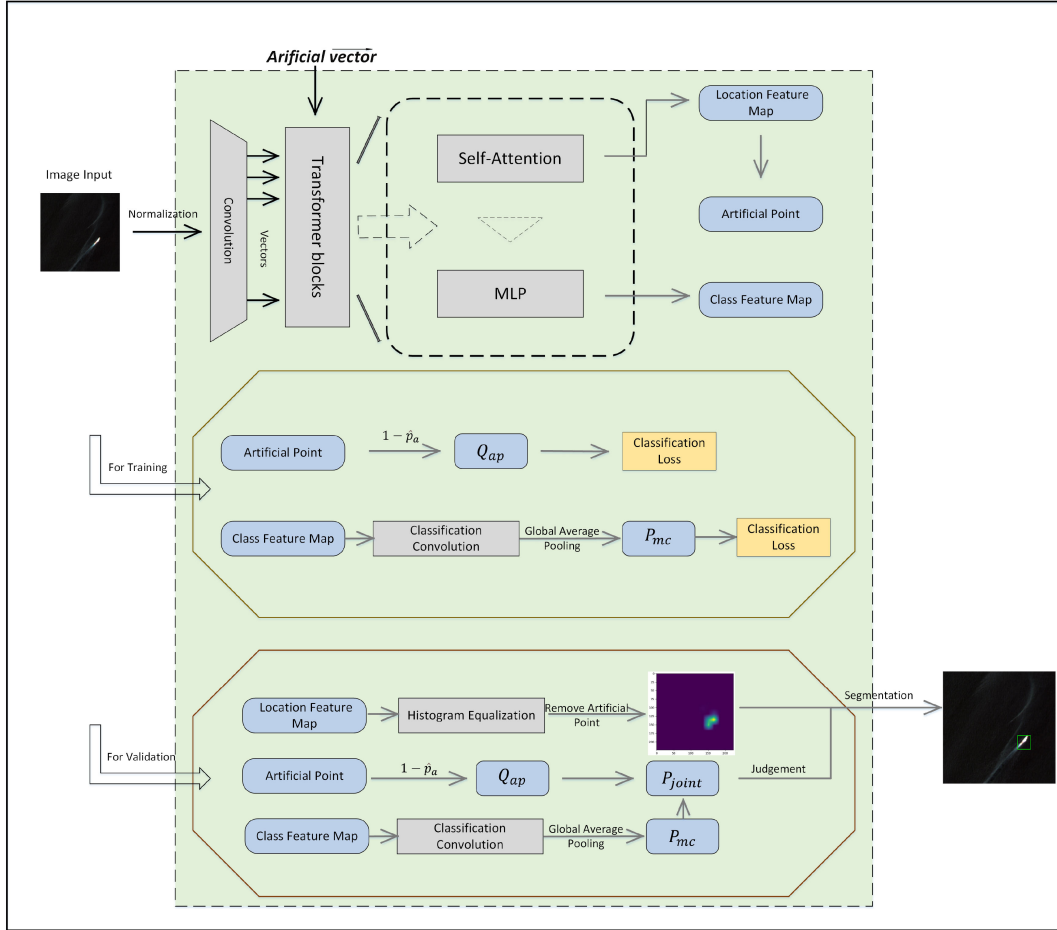 Arificial vector
Location Feature
Map
Self-Attention
Image Input
Transformer blocks
Convolution
Normalization
Vectors
Artificial Point
MLP
Class Feature Map
For Training
Artificial Point
1 − p̂ₐ
Qₐₚ
Classification
Loss
Class Feature Map
Classification
Convolution
Global Average
Pooling
P_mc
Classification
Loss
For Validation
Location Feature
Map
Histogram Equalization
Remove Artificial
Point
Segmentation
Artificial Point
1 − p̂ₐ
Qₐₚ
P_joint
Judgement
Class Feature Map
Classification
Convolution
Global Average
Pooling
P_mc